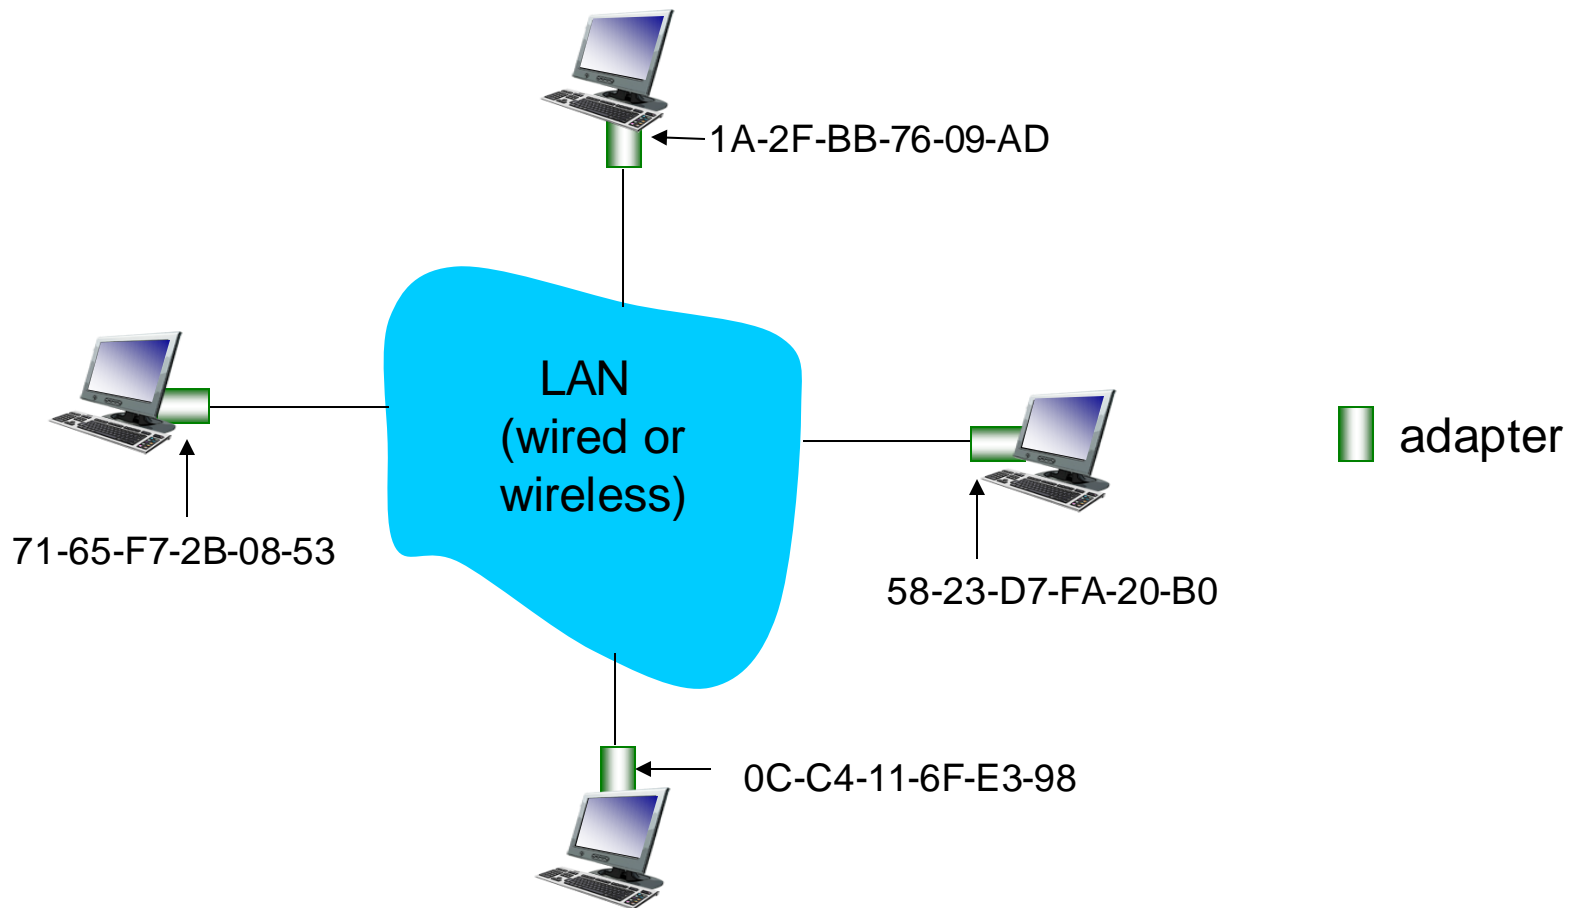 1A-2F-BB-76-09-AD
LAN
(wired or
wireless)
adapter
71-65-F7-2B-08-53
58-23-D7-FA-20-B0
0C-C4-11-6F-E3-98